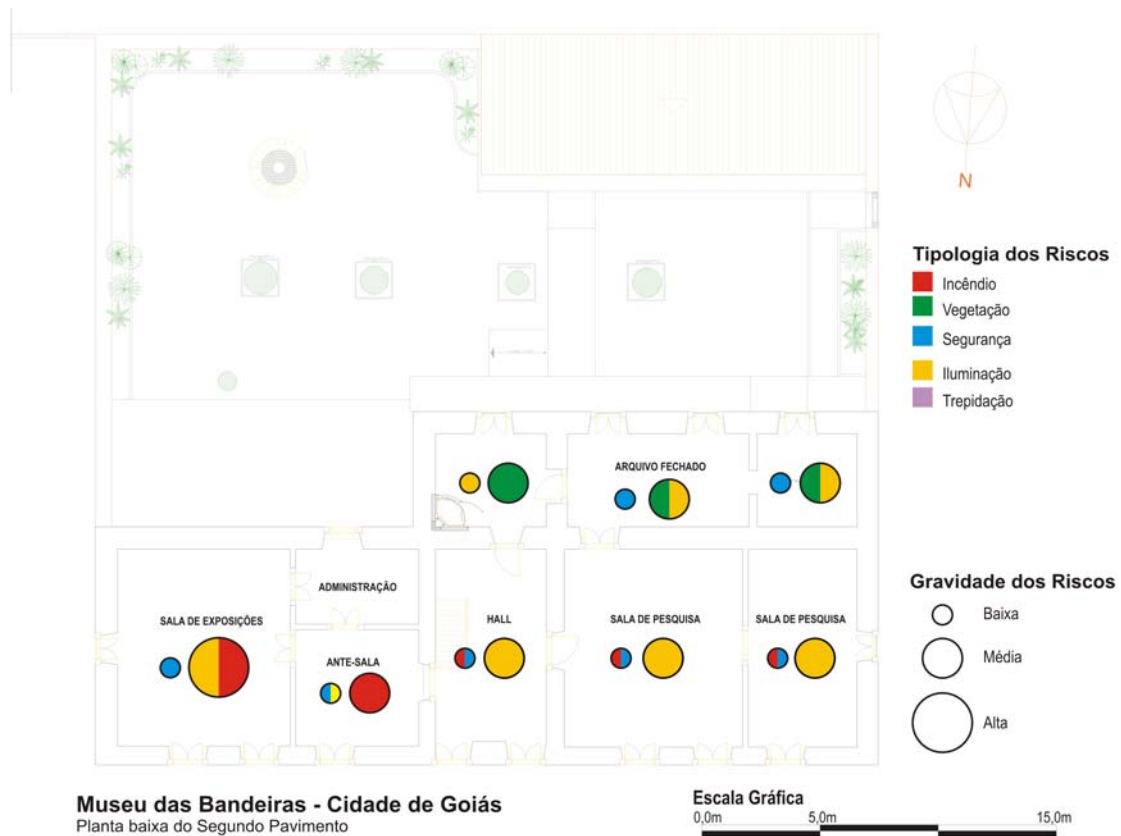 N
Tipologia dos Riscos
Incêndio
Vegetação
Segurança
Iluminação
Trepidação
ARQUIVO FECHADO
ADMINISTRAÇÃO
SALA DE EXPOSIÇÕES
HALL
SALA DE PESQUISA
SALA DE PESQUISA
ANTE-SALA
Gravidade dos Riscos
Baixa
Média
Alta
Museu das Bandeiras - Cidade de Goiás
Planta baixa do Segundo Pavimento
Escala Gráfica
0,0m 5,0m 15,0m